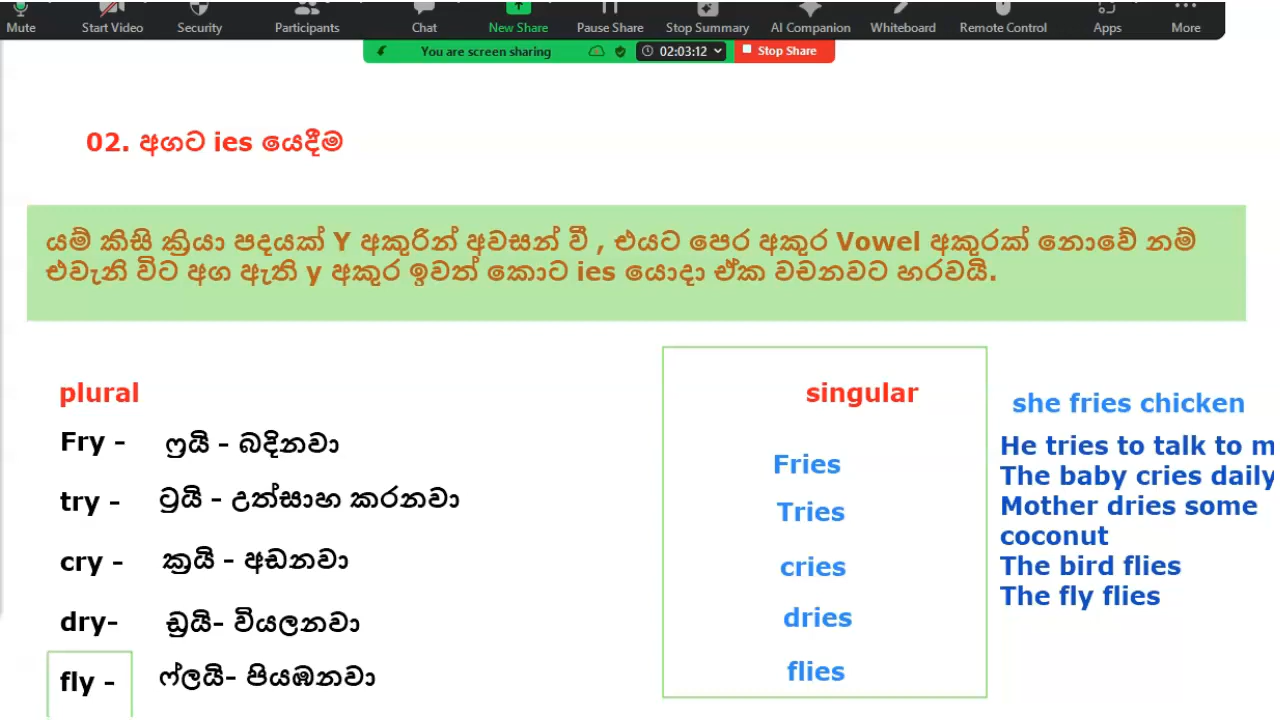 Mute Start Video Security Participants Chat New Share Pause Share Stop Summary AI Companion Whiteboard Remote Control Apps More
You are screen sharing 02:03:12 Stop Share
02. අගට ies යෙදීම
යම් කිසි ක්‍රියා පදයක් Y අකුරින් අවසන් වී , එයට පෙර අකුර Vowel අකුරක් නොවේ නම්
එවැනි විට අග ඇති y අකුර ඉවත් කොට ies යොදා ඒක වචනවට හරවයි.
plural
Fry - ෆ්‍රයි - බදිනවා
try - ට්‍රයි - උත්සාහ කරනවා
cry - ක්‍රයි - අඩනවා
dry- ඩ්‍රයි- වියලනවා
fly - ෆ්ලයි- පියඹනවා
singular
Fries
Tries
cries
dries
flies
she fries chicken
He tries to talk to m
The baby cries daily
Mother dries some
coconut
The bird flies
The fly flies